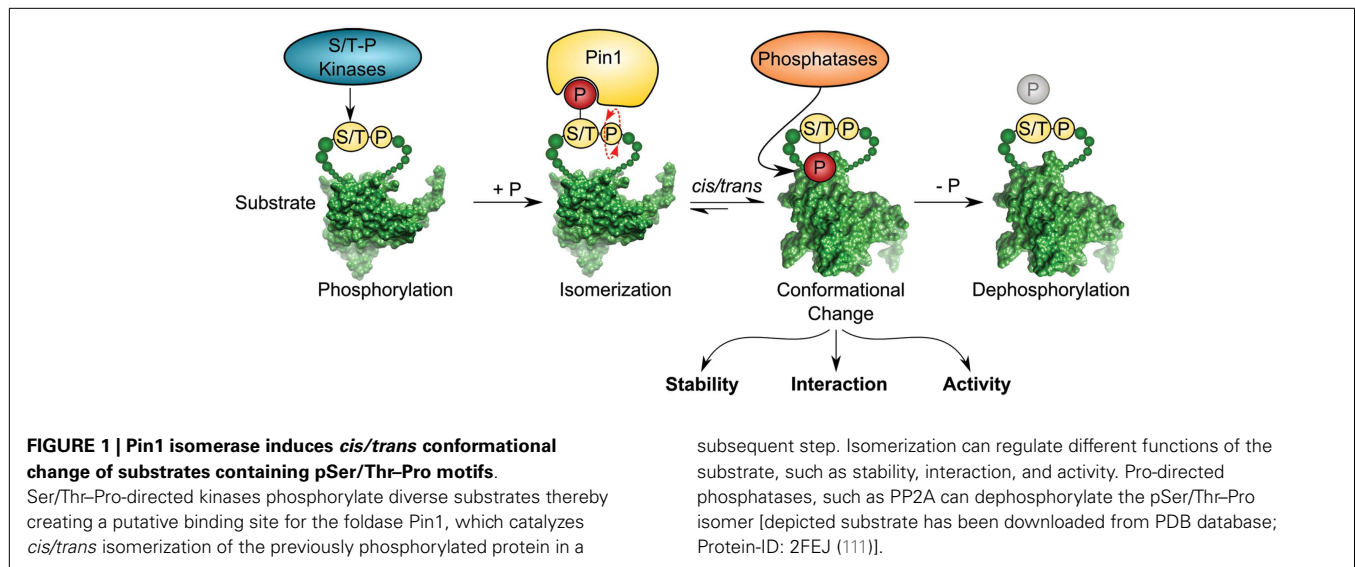 S/T-P
Kinases
Pin1
Phosphatases
P
P
S/T
P
S/T
P
S/T
P
S/T
P
P
Substrate
+ P
cis/trans
- P
Phosphorylation
Isomerization
Conformational
Change
Dephosphorylation
Stability
Interaction
Activity
FIGURE 1 | Pin1 isomerase induces cis/trans conformational
change of substrates containing pSer/Thr–Pro motifs.
Ser/Thr–Pro-directed kinases phosphorylate diverse substrates thereby
creating a putative binding site for the foldase Pin1, which catalyzes
cis/trans isomerization of the previously phosphorylated protein in a
subsequent step. Isomerization can regulate different functions of the
substrate, such as stability, interaction, and activity. Pro-directed
phosphatases, such as PP2A can dephosphorylate the pSer/Thr–Pro
isomer [depicted substrate has been downloaded from PDB database;
Protein-ID: 2FEJ (111)].